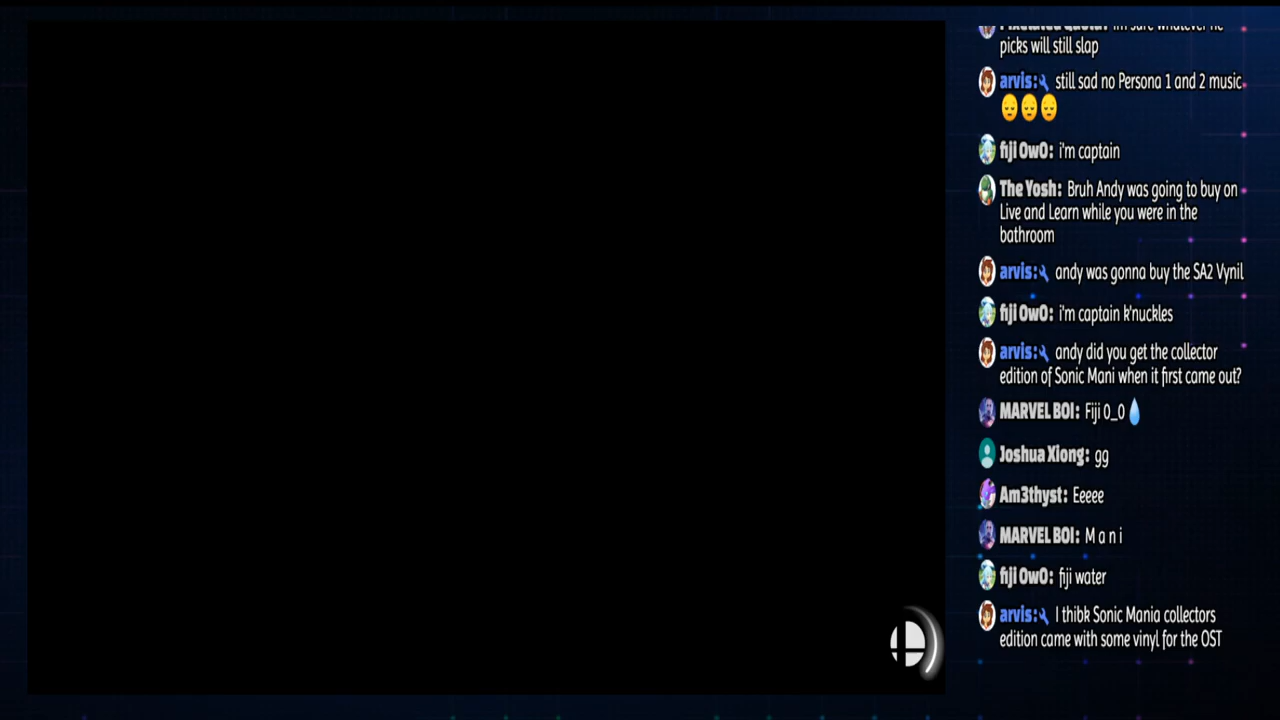 picks will still slap
arvis: still sad no Persona 1 and 2 music
fiji OwO: i'm captain
The Yosh: Bruh Andy was going to buy on
Live and Learn while you were in the
bathroom
arvis: andy was gonna buy the SA2 Vynil
fiji OwO: i'm captain k'nuckles
arvis: andy did you get the collector
edition of Sonic Mani when it first came out?
MARVEL BOI: Fiji O_O
Joshua Xiong: gg
Am3thyst: Eeeee
MARVEL BOI: M a n i
fiji OwO: fiji water
arvis: I thibk Sonic Mania collectors
edition came with some vinyl for the OST